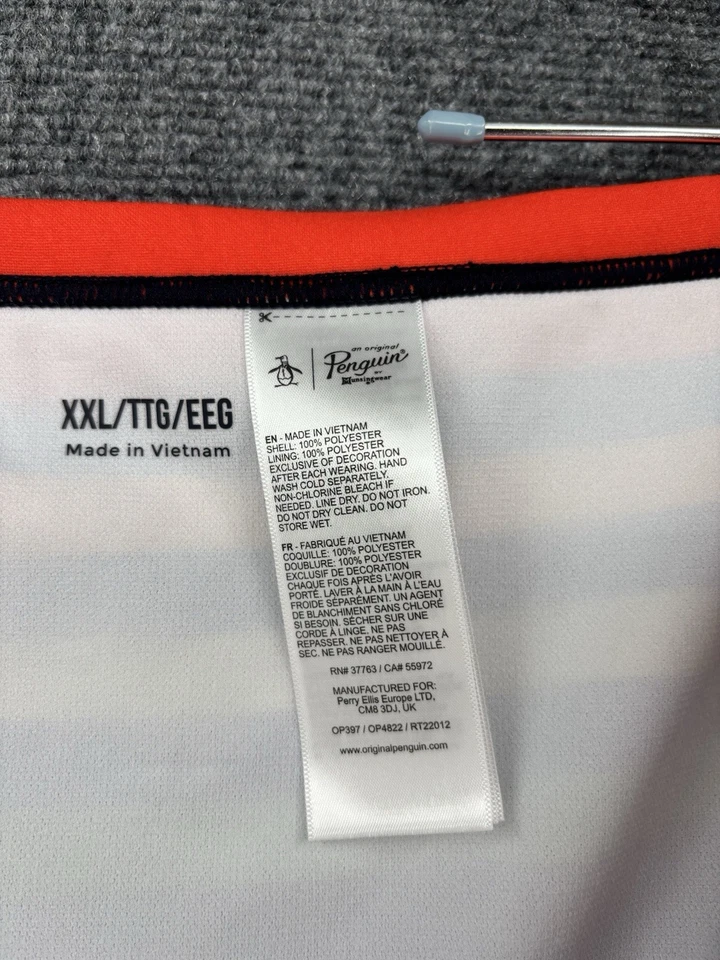 an original
Penguin®
BY
Munsingwear
XXL/TTG/EEG
Made in Vietnam
EN - MADE IN VIETNAM
SHELL: 100% POLYESTER
LINING: 100% POLYESTER
EXCLUSIVE OF DECORATION
AFTER EACH WEARING. HAND
WASH COLD SEPARATELY.
NON-CHLORINE BLEACH IF
NEEDED. LINE DRY. DO NOT IRON.
DO NOT DRY CLEAN. DO NOT
STORE WET.
FR - FABRIQUÉ AU VIETNAM
COQUILLE: 100% POLYESTER
DOUBLURE: 100% POLYESTER
EXCLUSIF DE DECORATION
CHAQUE FOIS APRÈS L'AVOIR
PORTÉ. LAVER À LA MAIN À L'EAU
FROIDE SÉPARÉMENT. UN AGENT
DE BLANCHIMENT SANS CHLORÉ
SI BESOIN. SÉCHER SUR UNE
CORDE À LINGE. NE PAS
REPASSER. NE PAS NETTOYER À
SEC. NE PAS RANGER MOUILLÉ.
RN# 37763 / CA# 55972
MANUFACTURED FOR:
Perry Ellis Europe LTD,
CM8 3DJ, UK
OP397 / OP4822 / RT22012
www.originalpenguin.com